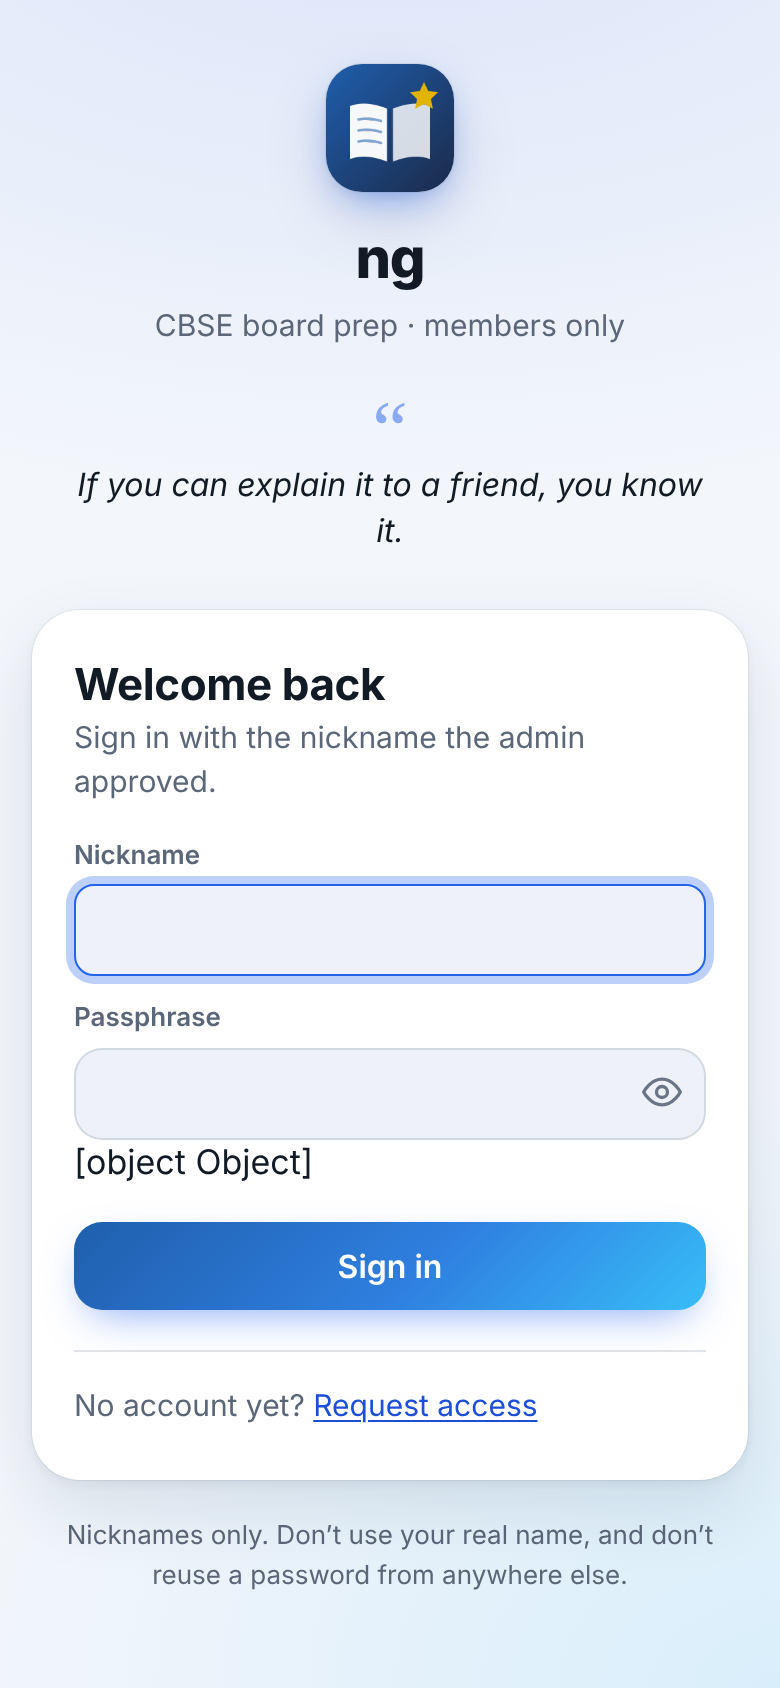 ng
CBSE board prep · members only
“
If you can explain it to a friend, you know
it.
Welcome back
Sign in with the nickname the admin
approved.
Nickname
Passphrase
[object Object]
Sign in
No account yet? Request access
Nicknames only. Don’t use your real name, and don’t
reuse a password from anywhere else.